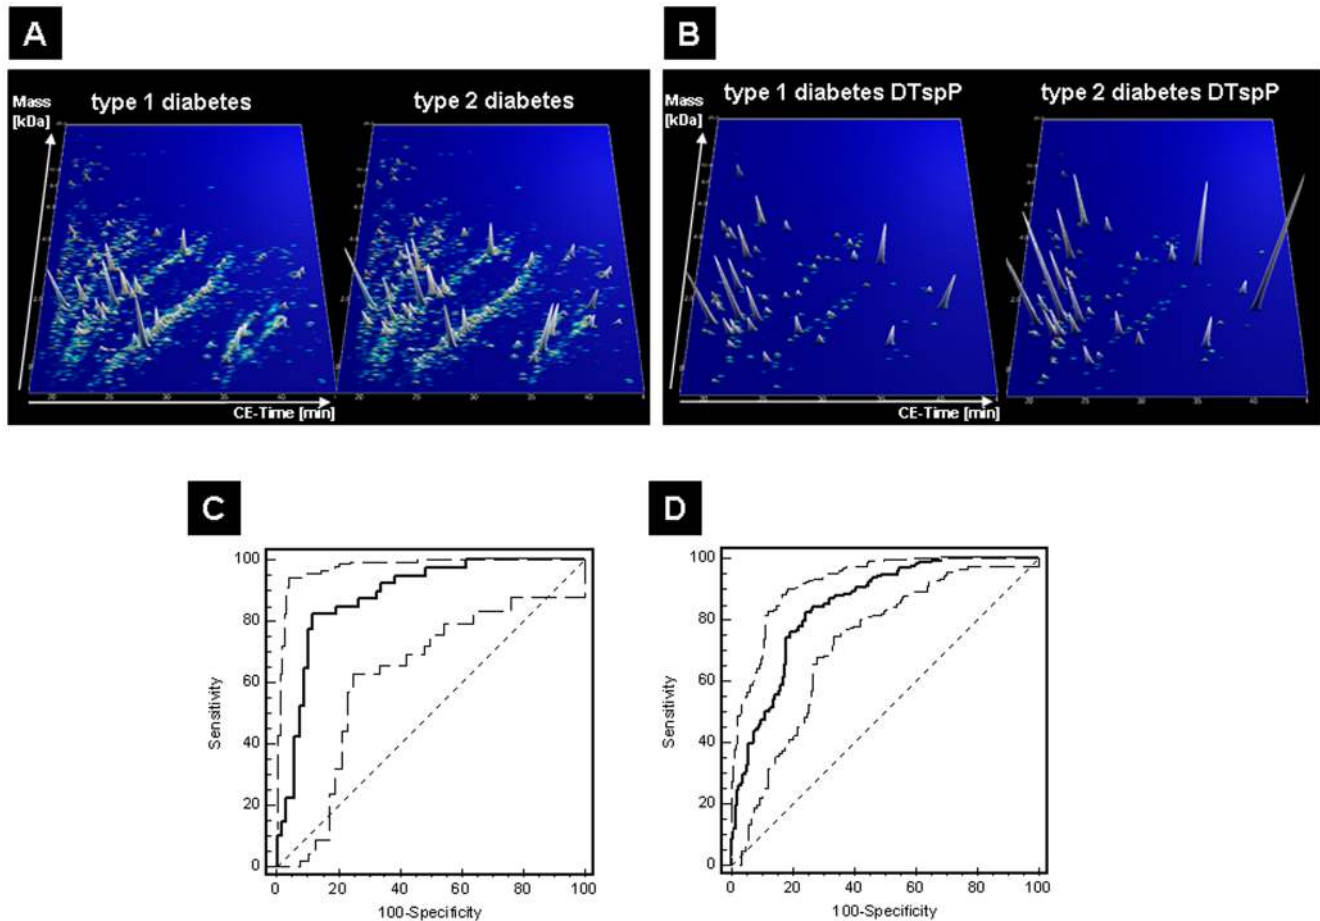 A
B
Mass
[kDa]
type 1 diabetes
type 2 diabetes
CE-Time [min]
Mass
[kDa]
type 1 diabetes DTspP
type 2 diabetes DTspP
CE-Time [min]
C
D
Sensitivity
100
80
60
40
20
0
0 20 40 60 80 100
100-Specificity
Sensitivity
100
80
60
40
20
0
0 20 40 60 80 100
100-Specificity